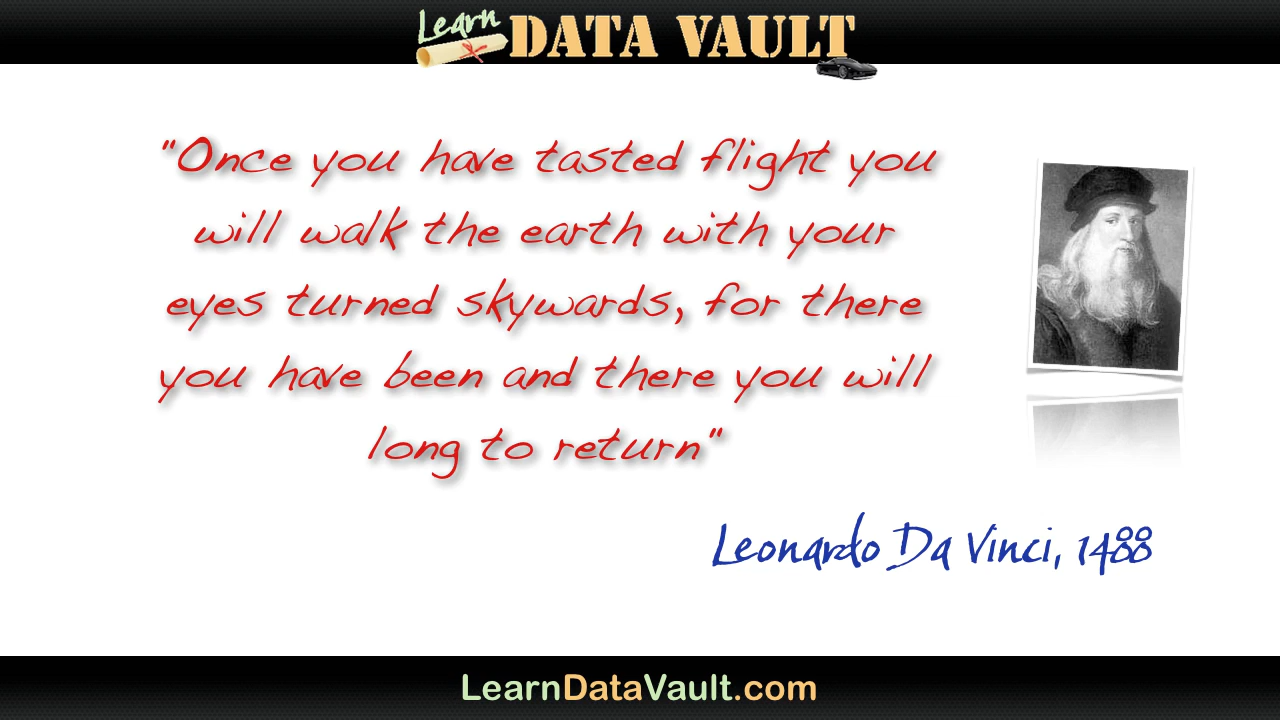 Learn DATA VAULT
"Once you have tasted flight you
will walk the earth with your
eyes turned skywards, for there
you have been and there you will
long to return"
Leonardo Da Vinci, 1488
LearnDataVault.com